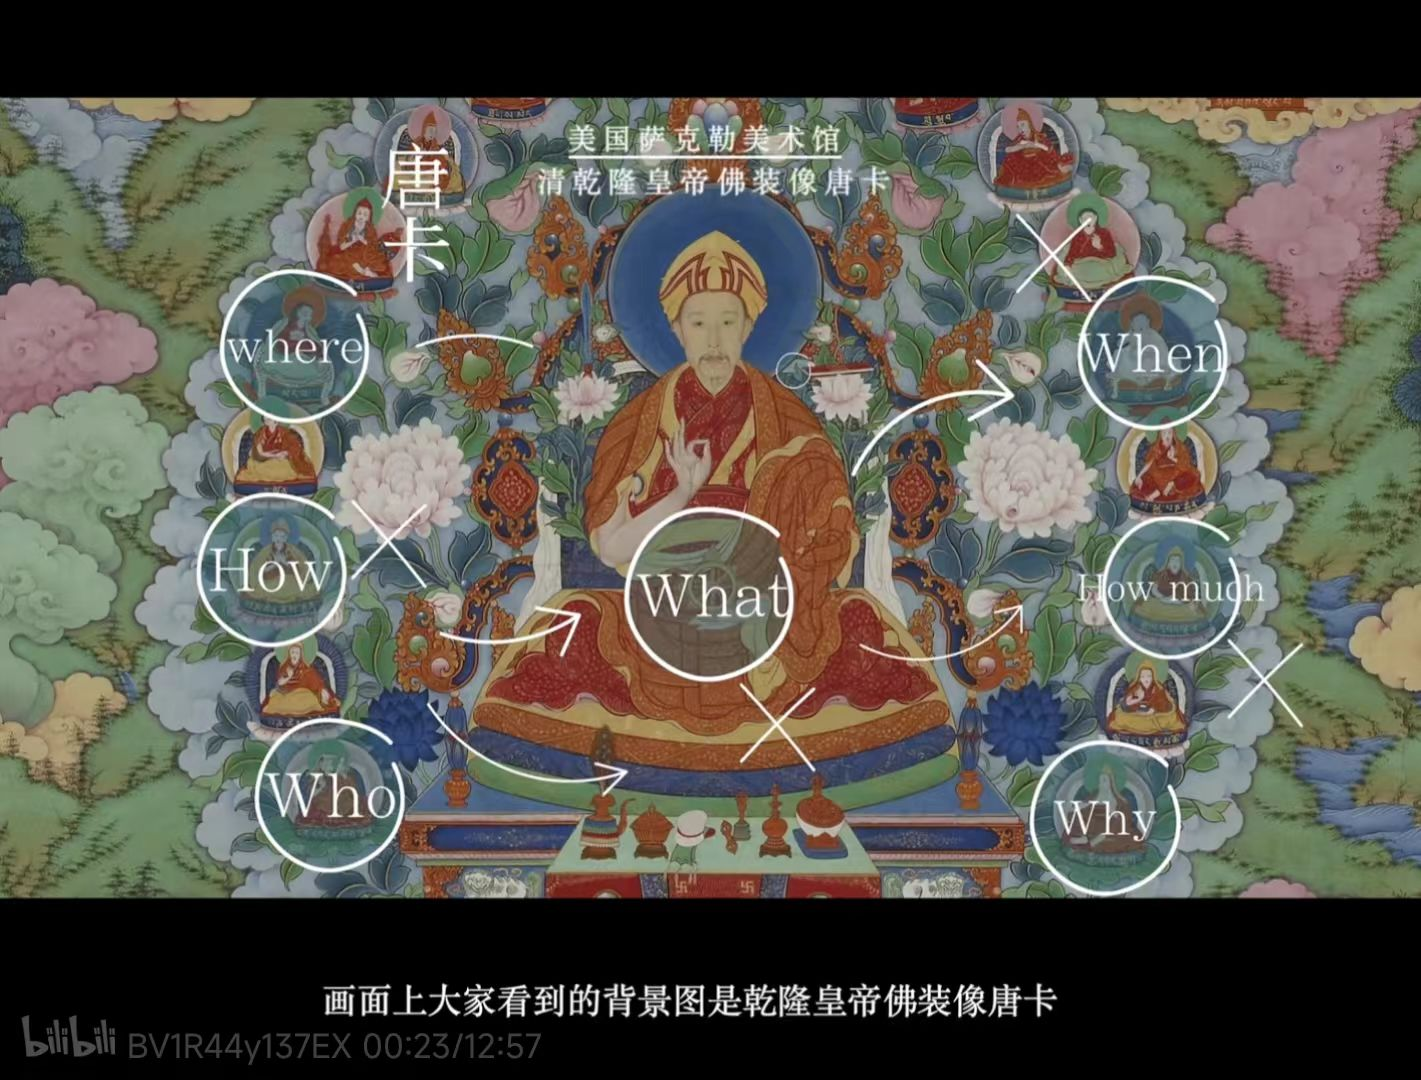 美国萨克勒美术馆
清乾隆皇帝佛装像唐卡
唐卡
where
When
How
What
How much
Who
Why
画面上大家看到的背景图是乾隆皇帝佛装像唐卡
bilibili BV1R44y137EX 00:23/12:57